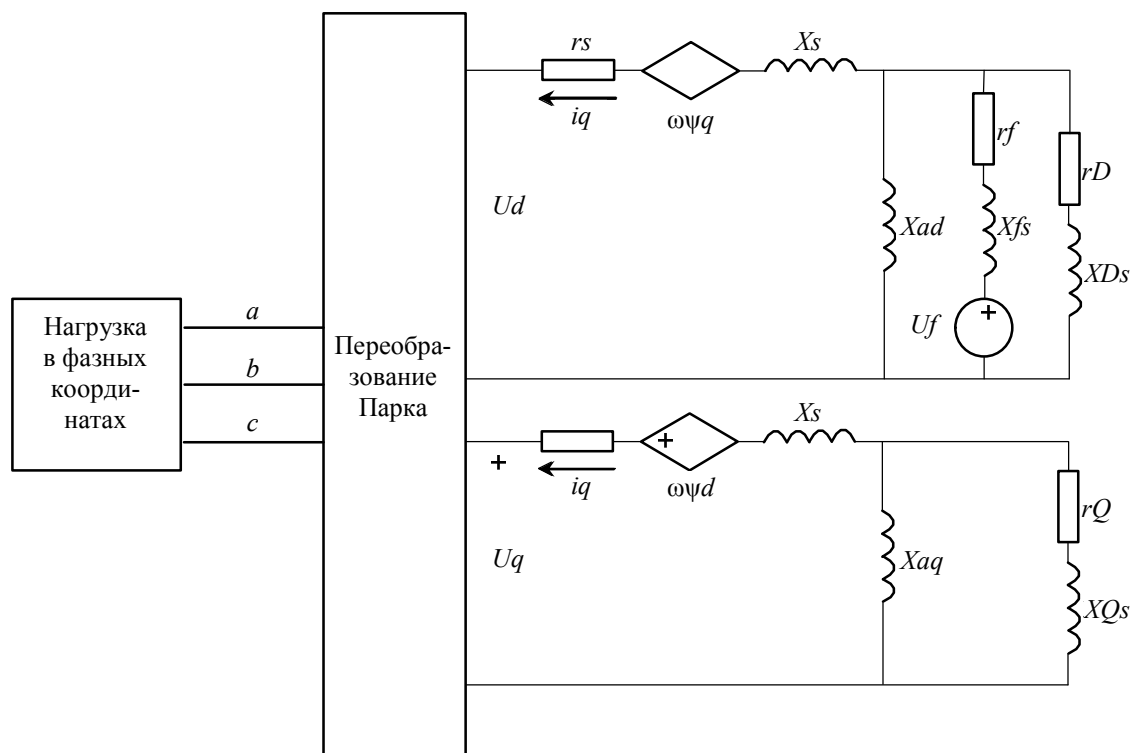 rs
Xs
iq
ωψq
rf
rD
Ud
Xad
Xfs
XDs
Uf
+
Нагрузка
в фазных
коорди-
натах
a
b
c
Переобра-
зование
Парка
Xs
+
+
iq
ωψd
rQ
Uq
Xaq
XQs